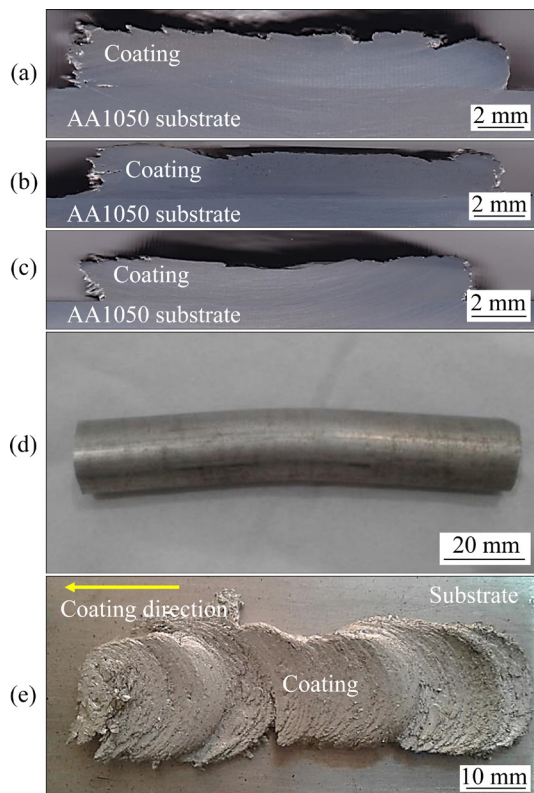 (a)
Coating
AA1050 substrate
2 mm
(b)
Coating
AA1050 substrate
2 mm
(c)
Coating
AA1050 substrate
2 mm
(d)
20 mm
(e)
Coating direction
Substrate
Coating
10 mm